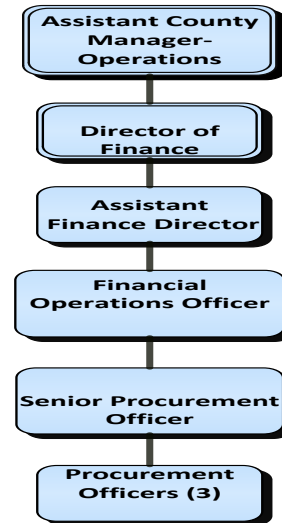 Assistant County
Manager-
Operations
Director of
Finance
Assistant
Finance Director
Financial
Operations Officer
Senior Procurement
Officer
Procurement
Officers (3)